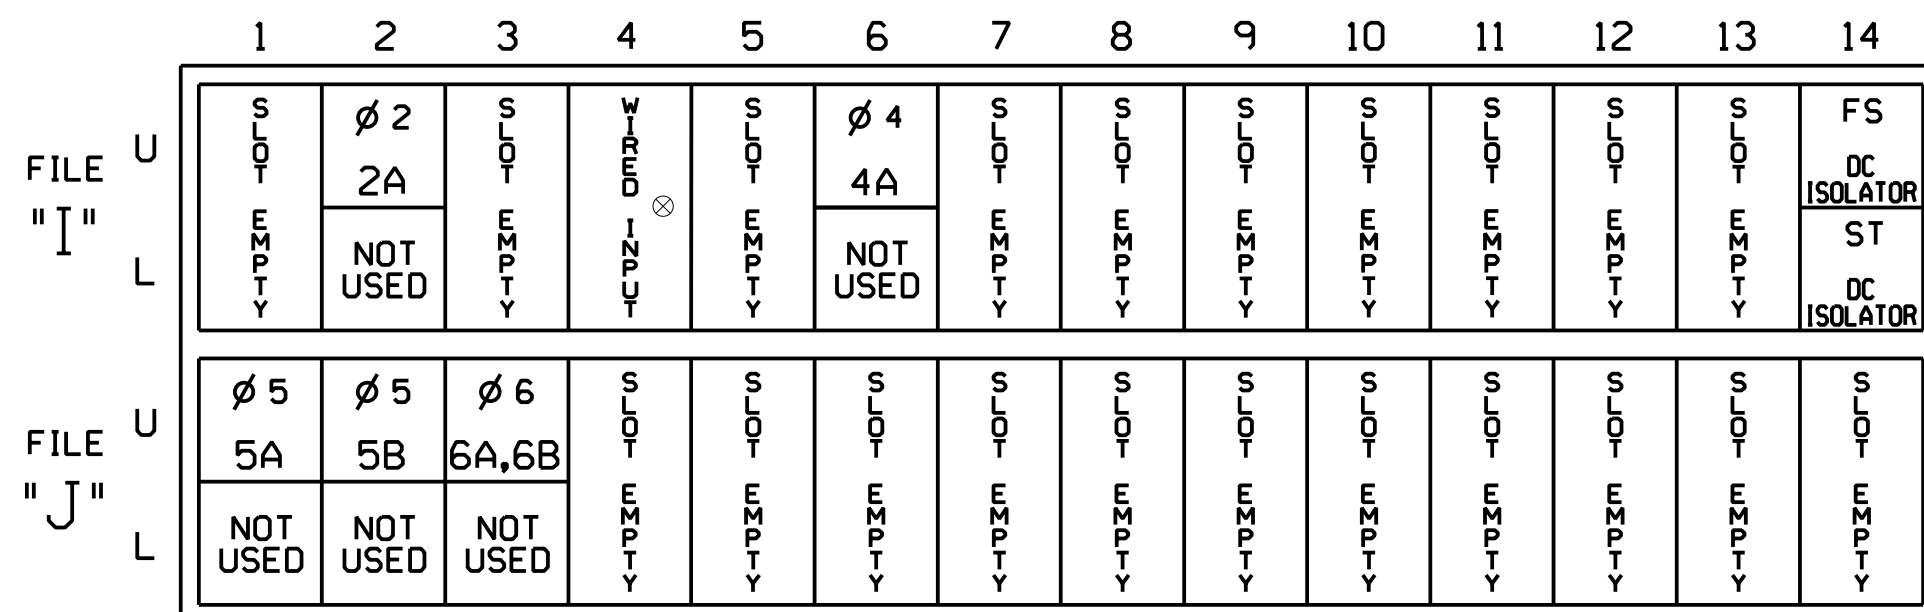 1 2 3 4 5 6 7 8 9 10 11 12 13 14
FILE "I"
U
L
SLOT EMPTY
Ø 2
2A
NOT USED
SLOT EMPTY
WIRED INPUT
SLOT EMPTY
Ø 4
4A
NOT USED
SLOT EMPTY
SLOT EMPTY
SLOT EMPTY
SLOT EMPTY
SLOT EMPTY
SLOT EMPTY
SLOT EMPTY
FS
DC
ISOLATOR
ST
DC
ISOLATOR
FILE "J"
U
L
Ø 5
5A
NOT USED
Ø 5
5B
NOT USED
Ø 6
6A,6B
NOT USED
SLOT EMPTY
SLOT EMPTY
SLOT EMPTY
SLOT EMPTY
SLOT EMPTY
SLOT EMPTY
SLOT EMPTY
SLOT EMPTY
SLOT EMPTY
SLOT EMPTY
SLOT EMPTY